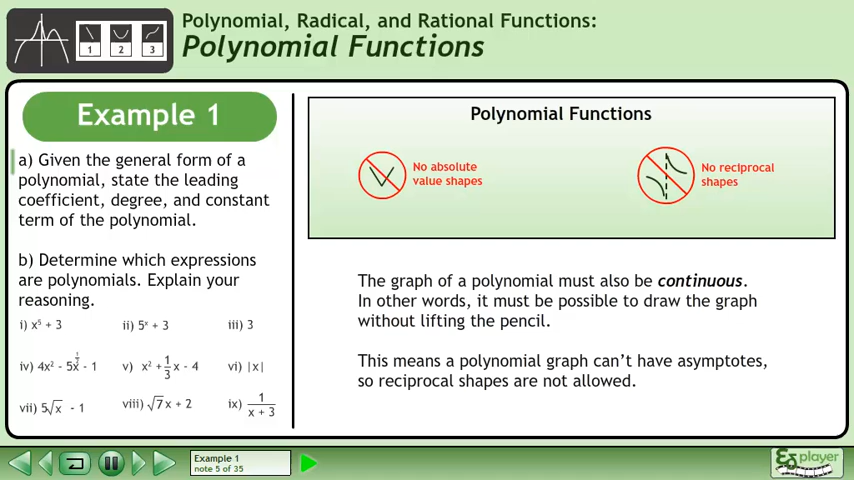 Polynomial, Radical, and Rational Functions:
Polynomial Functions
1 2 3
Example 1
a) Given the general form of a
polynomial, state the leading
coefficient, degree, and constant
term of the polynomial.
b) Determine which expressions
are polynomials. Explain your
reasoning.
i) x⁵ + 3 ii) 5ˣ + 3 iii) 3
iv) 4x² - 5x^(1/2) - 1 v) x² + 1/3 x - 4 vi) |x|
vii) 5√x - 1 viii) √7 x + 2 ix) 1/(x + 3)
Polynomial Functions
No absolute
value shapes
No reciprocal
shapes
The graph of a polynomial must also be continuous.
In other words, it must be possible to draw the graph
without lifting the pencil.
This means a polynomial graph can’t have asymptotes,
so reciprocal shapes are not allowed.
Example 1
note 5 of 35
player